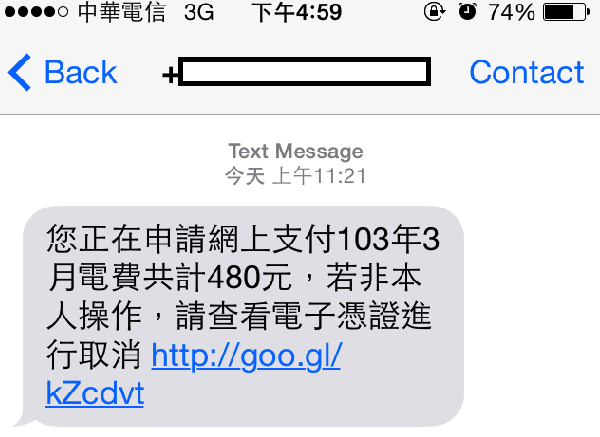 中華電信 3G 下午4:59 74%
Back + Contact
Text Message
今天 上午11:21
您正在申請網上支付103年3
月電費共計480元，若非本
人操作，請查看電子憑證進
行取消 http://goo.gl/
kZcdvt